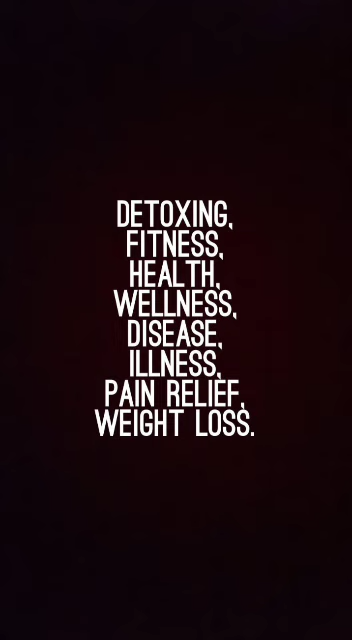 DETOXING,
FITNESS,
HEALTH,
WELLNESS,
DISEASE,
ILLNESS,
PAIN RELIEF,
WEIGHT LOSS.